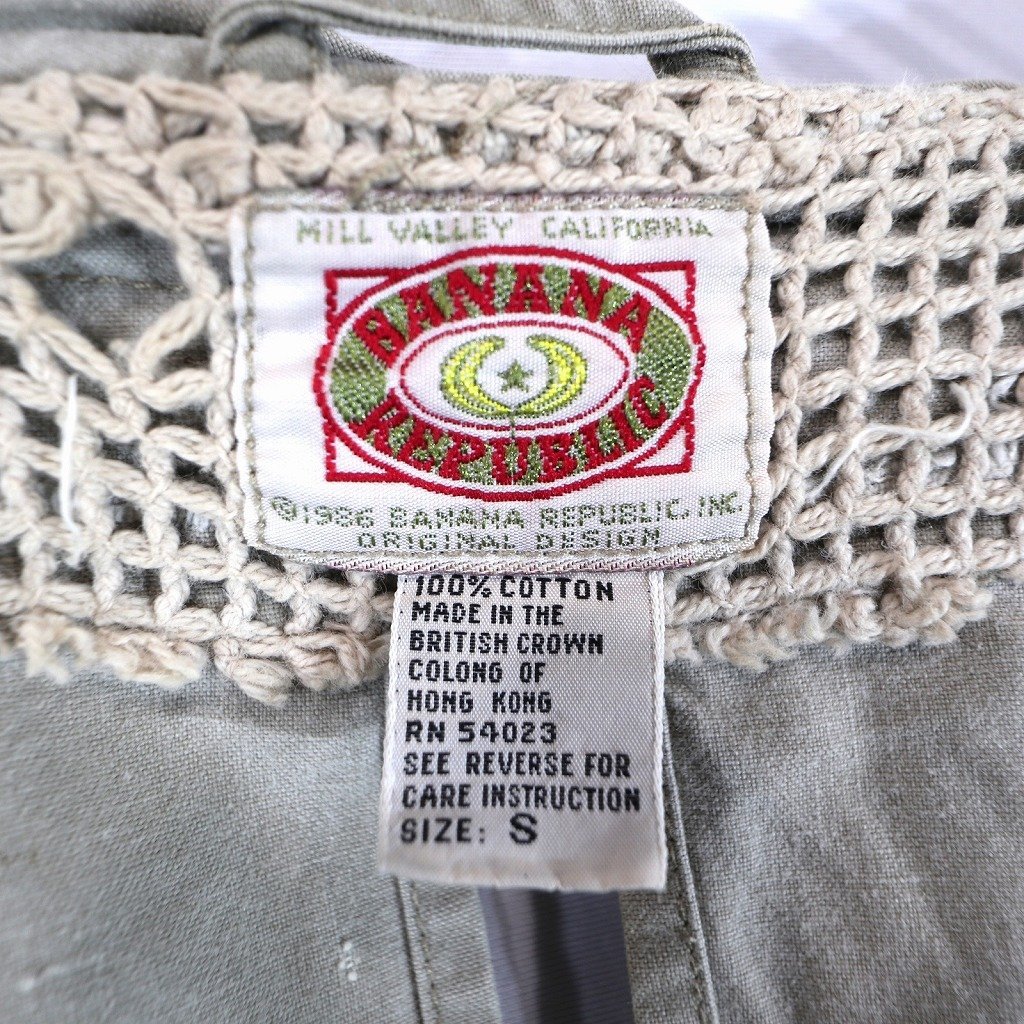 MILL VALLEY CALIFORNIA
BANANA
REPUBLIC
©1986 BANANA REPUBLIC, INC.
ORIGINAL DESIGN
100% COTTON
MADE IN THE
BRITISH CROWN
COLONG OF
HONG KONG
RN 54023
SEE REVERSE FOR
CARE INSTRUCTION
SIZE: S